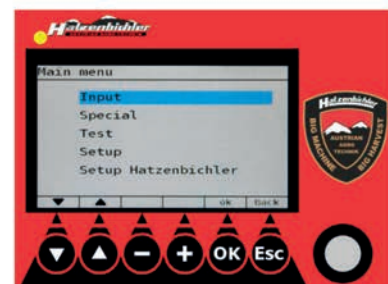 Hatzenbichler
Main menu
Input
Special
Test
Setup
Setup Hatzenbichler
ok back
OK Esc
Hatzenbichler
BIG MACHINE
AUSTRIAN
AGRO
TECHNIK
BIG HARVEST